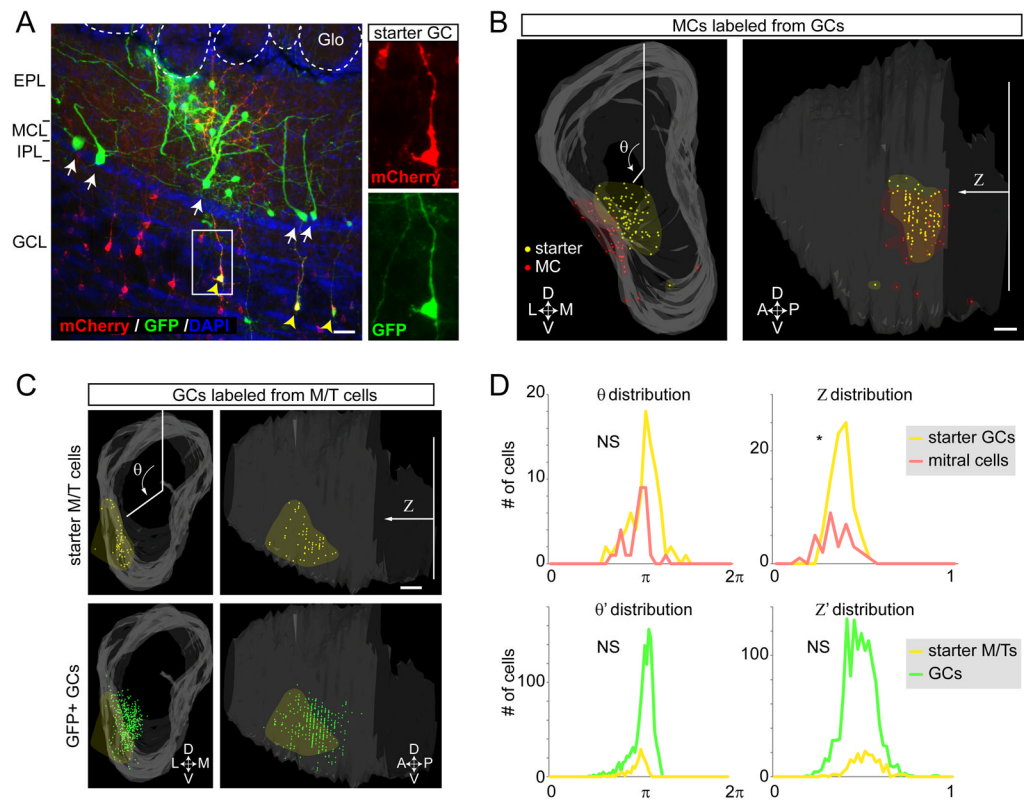 A
Glo
EPL
MCL
IPL
GCL
mCherry / GFP /DAPI
starter GC
mCherry
GFP
B
MCs labeled from GCs
θ
starter
MC
D
L M
V
Z
D
A P
V
C
GCs labeled from M/T cells
starter M/T cells
θ
Z
GFP+ GCs
D
L M
V
D
A P
V
D
θ distribution
NS
# of cells
20
10
0
0 π 2π
Z distribution
*
20
0
0 1
starter GCs
mitral cells
θ' distribution
NS
# of cells
100
0
0 π 2π
Z' distribution
NS
100
0
0 1
starter M/Ts
GCs